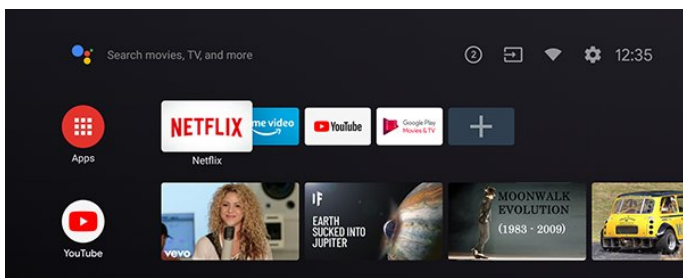 Search movies, TV, and more
2
12:35
Apps
NETFLIX
me video
YouTube
Google Play
Movies & TV
Netflix
YouTube
vevo
IF
EARTH
SUCKED INTO
JUPITER
MOONWALK
EVOLUTION
(1983 - 2009)